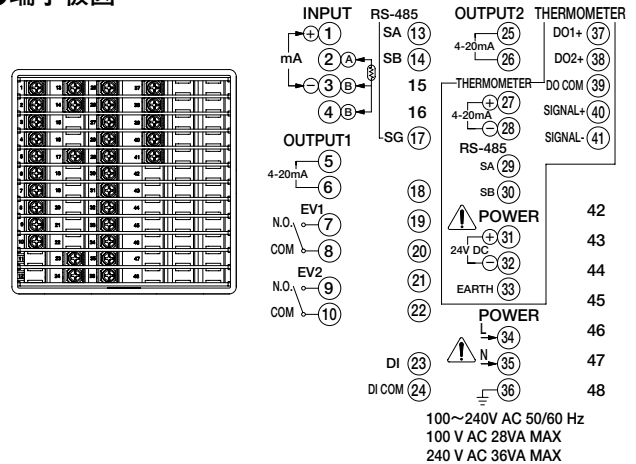 端子板図
INPUT
+ 1
mA
2 A
- 3 B
4 B
OUTPUT1
5
4-20mA
6
EV1
N.O. 7
COM 8
EV2
N.O. 9
COM 10
RS-485
SA 13
SB 14
15
16
SG 17
18
19
20
21
22
DI 23
DI COM 24
OUTPUT2
25
4-20mA
26
THERMOMETER
+ 27
4-20mA
- 28
RS-485
SA 29
SB 30
POWER
+ 31
24V DC
- 32
EARTH 33
POWER
L 34
N 35
36
100～240V AC 50/60 Hz
100 V AC 28VA MAX
240 V AC 36VA MAX
THERMOMETER
DO1+ 37
DO2+ 38
DO COM 39
SIGNAL+ 40
SIGNAL- 41
42
43
44
45
46
47
48